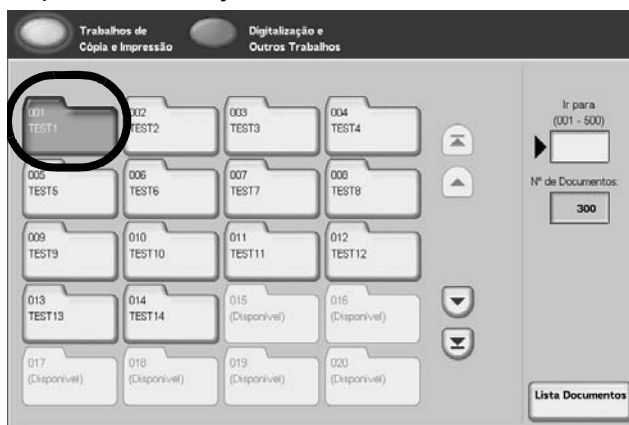 Trabalhos de
Cópia e Impressão
Digitalização e
Outros Trabalhos
001
TEST1
002
TEST2
003
TEST3
004
TEST4
005
TEST5
006
TEST6
007
TEST7
008
TEST8
009
TEST9
010
TEST10
011
TEST11
012
TEST12
013
TEST13
014
TEST14
015
(Disponível)
016
(Disponível)
017
(Disponível)
018
(Disponível)
019
(Disponível)
020
(Disponível)
Ir para
(001 - 500)
Nº de Documentos:
300
Lista Documentos